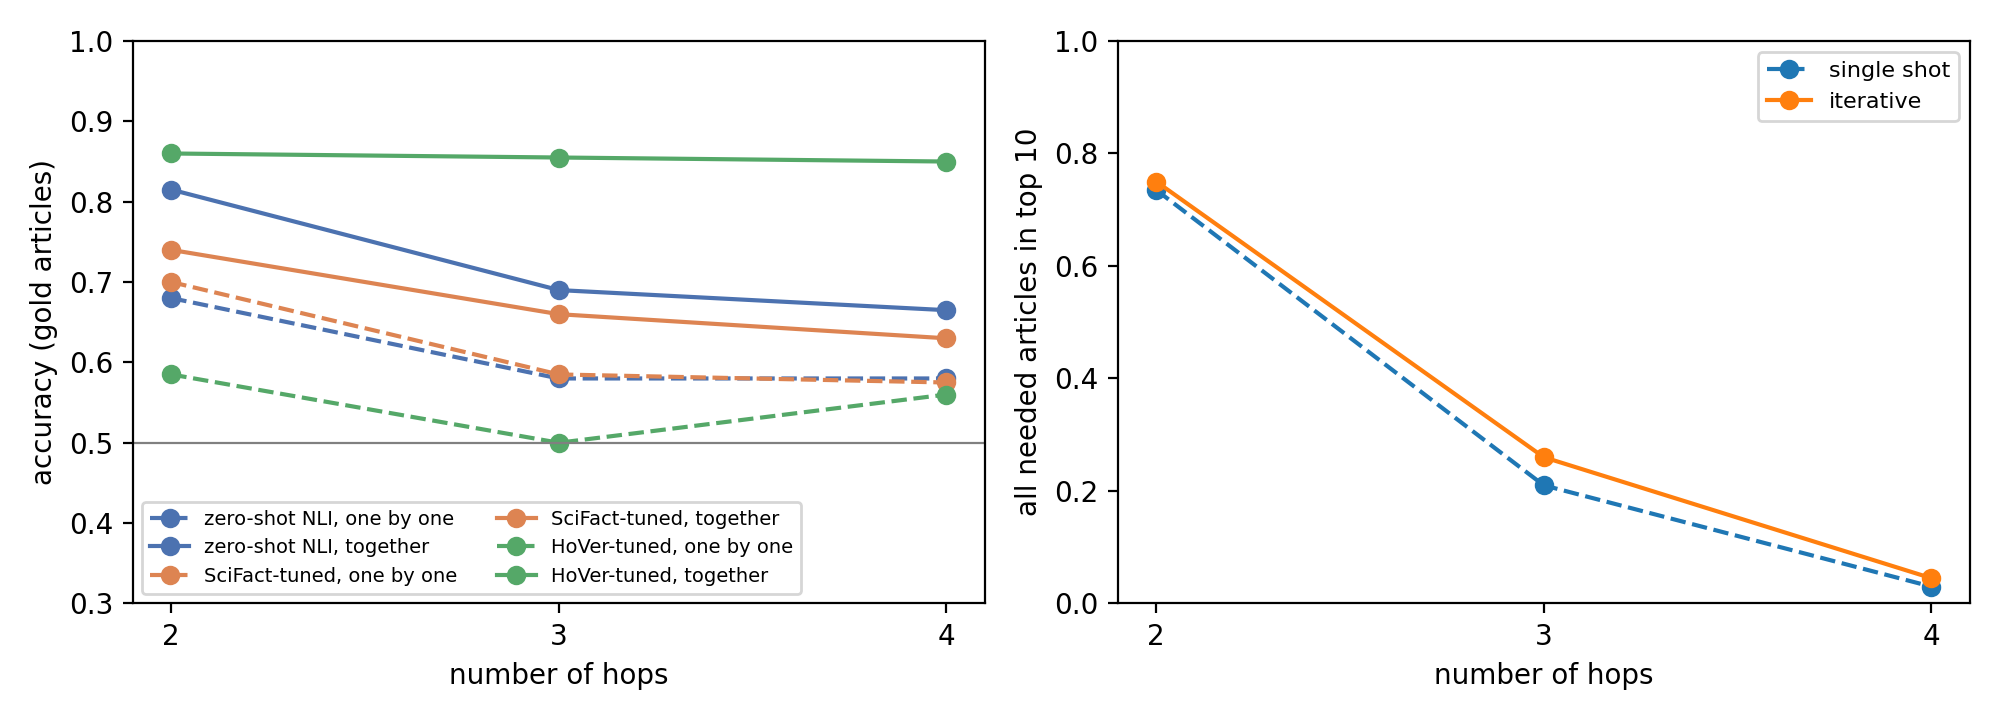 1.0
0.9
0.8
0.7
0.6
0.5
0.4
0.3
accuracy (gold articles)
zero-shot NLI, one by one
zero-shot NLI, together
SciFact-tuned, one by one
SciFact-tuned, together
HoVer-tuned, one by one
HoVer-tuned, together
2 3 4
number of hops
1.0
0.8
0.6
0.4
0.2
0.0
all needed articles in top 10
single shot
iterative
2 3 4
number of hops